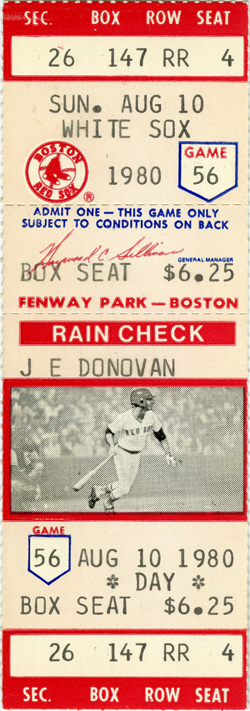 SEC. BOX ROW SEAT
26 147 RR 4
SUN. AUG 10
WHITE SOX
BOSTON
RED SOX
®
1980
GAME
56
ADMIT ONE — THIS GAME ONLY
SUBJECT TO CONDITIONS ON BACK
Haywood C. Sullivan
GENERAL MANAGER
BOX SEAT $6.25
FENWAY PARK — BOSTON
RAIN CHECK
J E DONOVAN
RED SOX
GAME
56
AUG 10 1980
* DAY *
BOX SEAT $6.25
26 147 RR 4
SEC. BOX ROW SEAT